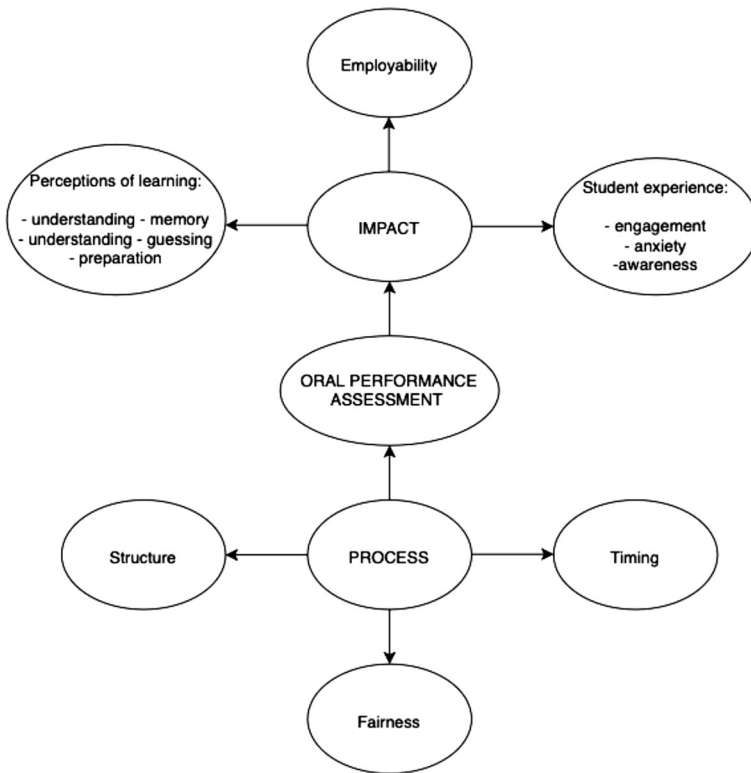 Employability
Perceptions of learning:
- understanding - memory
- understanding - guessing
- preparation
IMPACT
Student experience:
- engagement
- anxiety
-awareness
ORAL PERFORMANCE
ASSESSMENT
Structure
PROCESS
Timing
Fairness